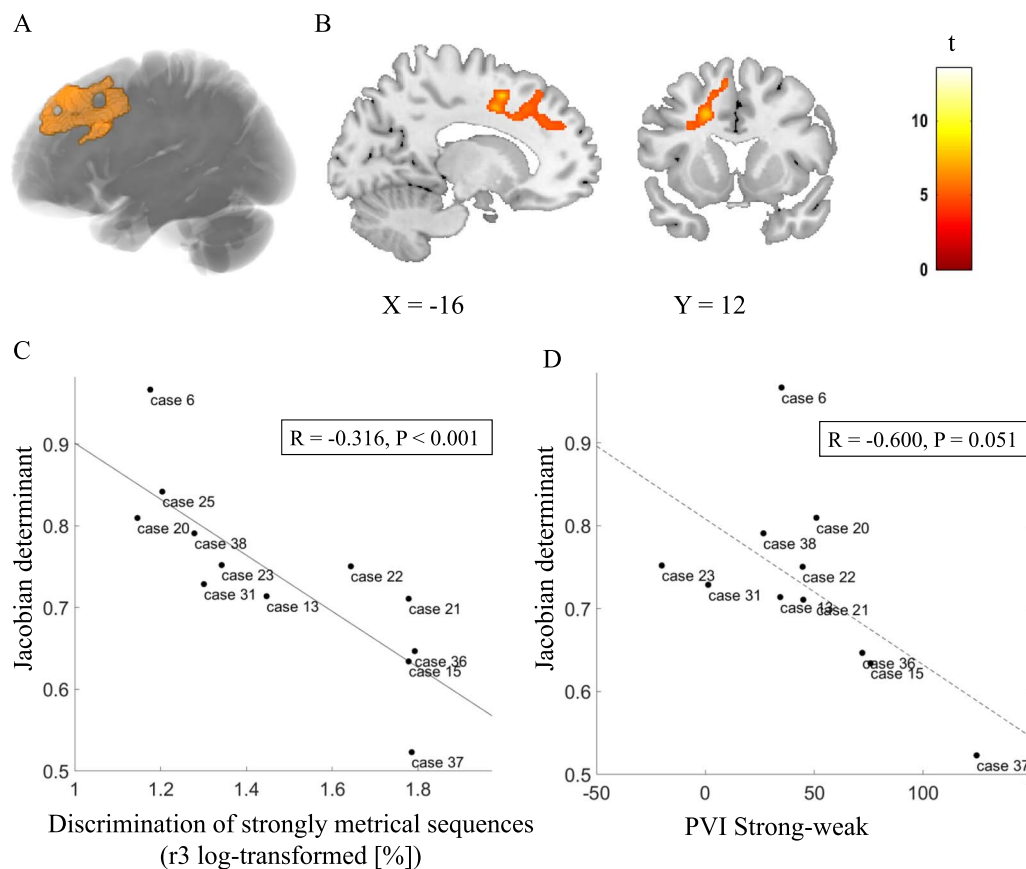 A
B
t
10
5
0
X = -16
Y = 12
C
D
R = -0.316, P < 0.001
R = -0.600, P = 0.051
Jacobian determinant
0.9
0.8
0.7
0.6
0.5
case 6
case 25
case 20
case 38
case 23
case 22
case 31
case 13
case 21
case 36
case 15
case 37
1
1.2
1.4
1.6
1.8
Discrimination of strongly metrical sequences
(r3 log-transformed [%])
Jacobian determinant
0.9
0.8
0.7
0.6
0.5
case 6
case 20
case 38
case 23
case 22
case 31
case 13
case 21
case 36
case 15
case 37
-50
0
50
100
PVI Strong-weak